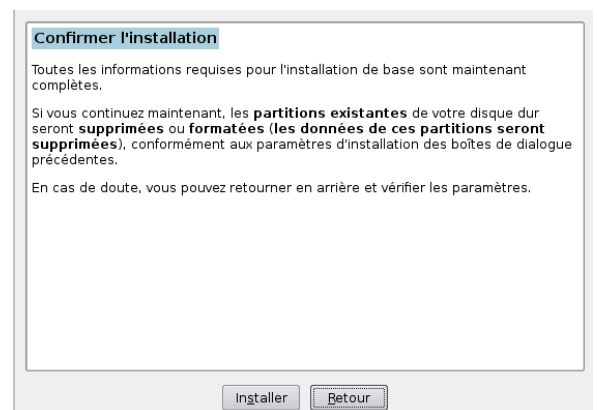 Confirmer l'installation
Toutes les informations requises pour l'installation de base sont maintenant
complètes.
Si vous continuez maintenant, les partitions existantes de votre disque dur
seront supprimées ou formatées (les données de ces partitions seront
supprimées), conformément aux paramètres d'installation des boîtes de dialogue
précédentes.
En cas de doute, vous pouvez retourner en arrière et vérifier les paramètres.
Installer
Retour